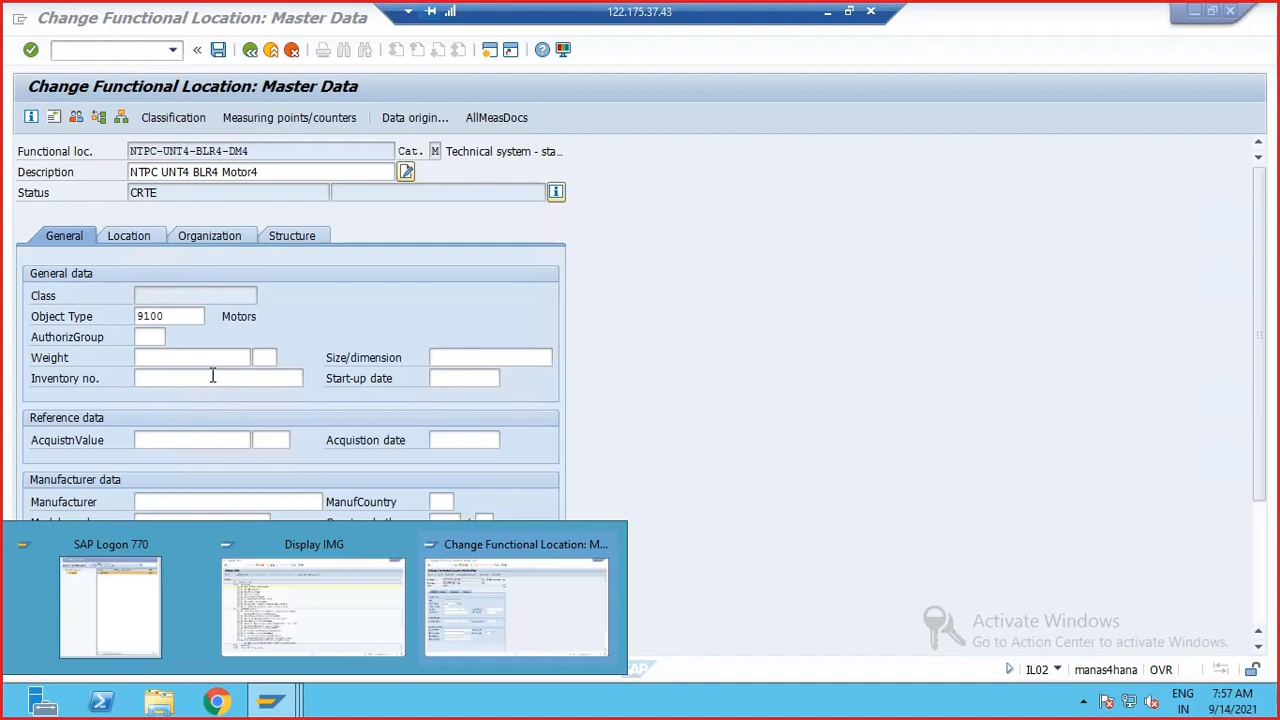 Change Functional Location: Master Data
122.175.37.43
Change Functional Location: Master Data
Classification Measuring points/counters Data origin... AllMeasDocs
Functional loc. NTPC-UNT4-BLR4-DM4 Cat. M Technical system - sta..
Description NTPC UNT4 BLR4 Motor4
Status CRTE
General Location Organization Structure
General data
Class
Object Type 9100 Motors
AuthorizGroup
Weight Size/dimension
Inventory no. Start-up date
Reference data
AcquistnValue Acquistion date
Manufacturer data
Manufacturer ManufCountry
SAP Logon 770 Display IMG Change Functional Location: M...
Activate Windows
Go to Action Center to activate Windows.
SAP IL02 manas4hana OVR
ENG 7:57 AM
IN 9/14/2021